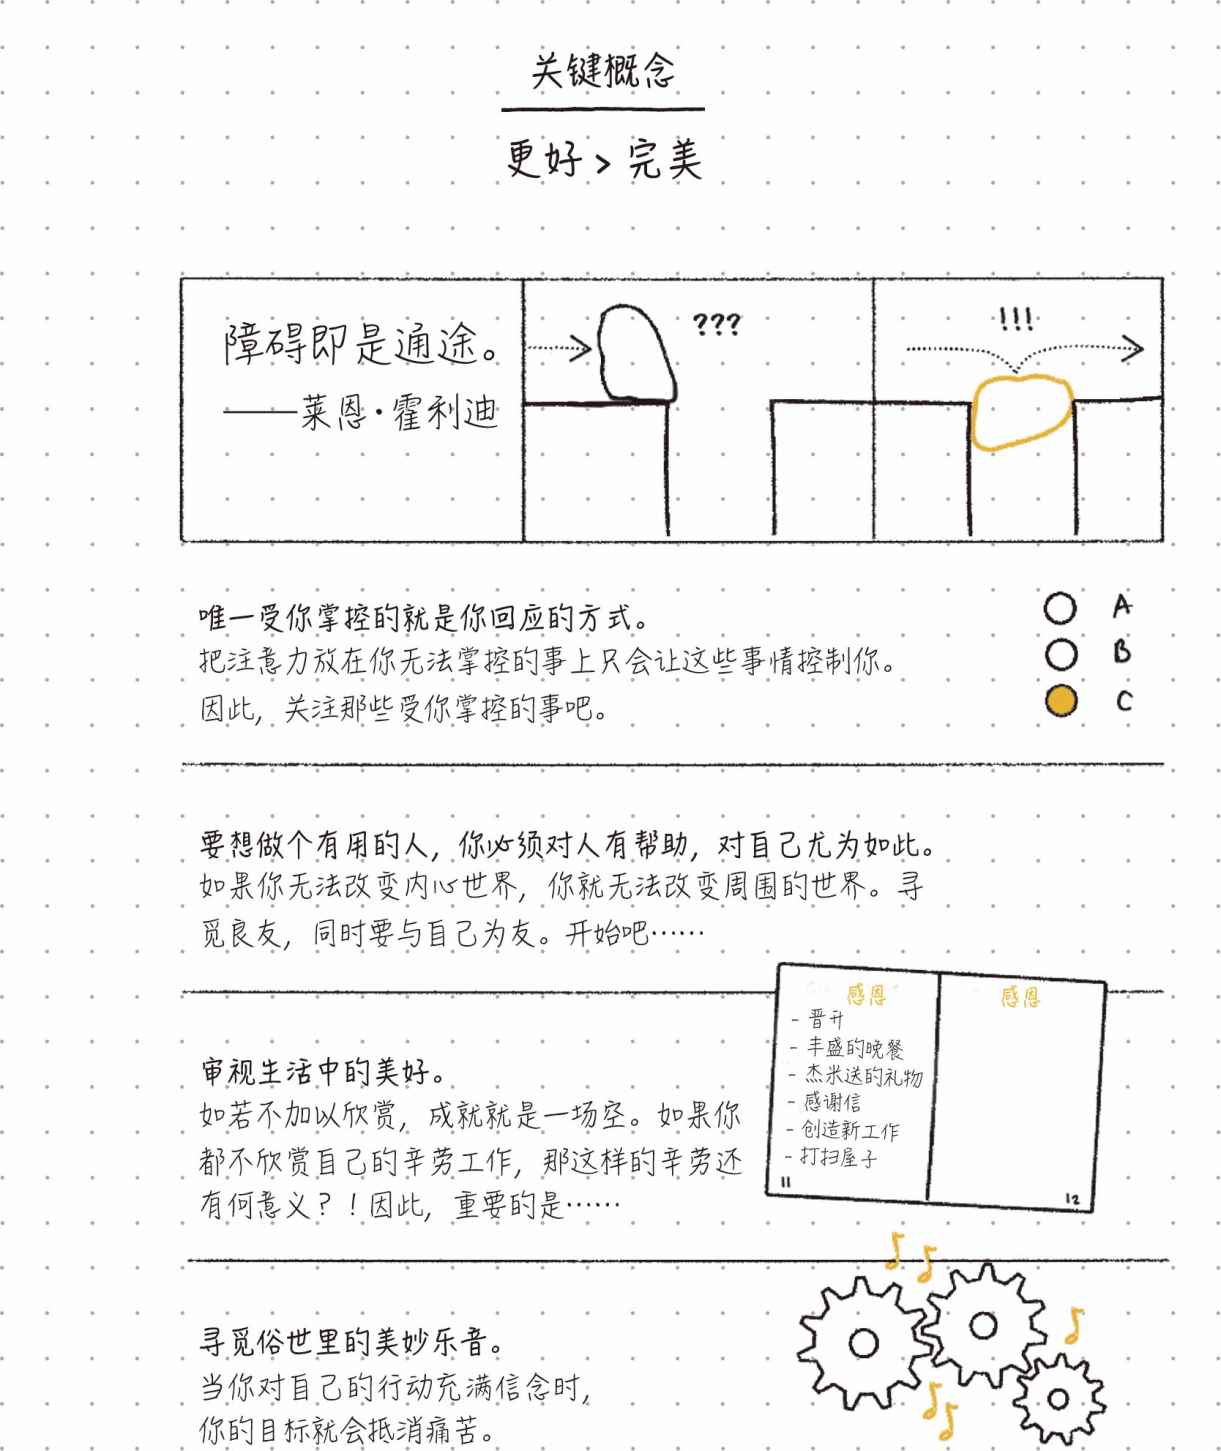 关键概念
更好 > 完美
障碍即是通途。
——莱恩·霍利迪
???
!!!
唯一受你掌控的就是你回应的方式。
把注意力放在你无法掌控的事上只会让这些事情控制你。
因此，关注那些受你掌控的事吧。
A
B
C
要想做个有用的人，你必须对人有帮助，对自己尤为如此。
如果你无法改变内心世界，你就无法改变周围的世界。寻
觅良友，同时要与自己为友。开始吧……
审视生活中的美好。
如若不加以欣赏，成就就是一场空。如果你
都不欣赏自己的辛劳工作，那这样的辛劳还
有何意义？！因此，重要的是……
感恩
- 晋升
- 丰盛的晚餐
- 杰米送的礼物
- 感谢信
- 创造新工作
- 打扫屋子
11
感恩
12
寻觅俗世里的美妙乐音。
当你对自己的行动充满信念时，
你的目标就会抵消痛苦。